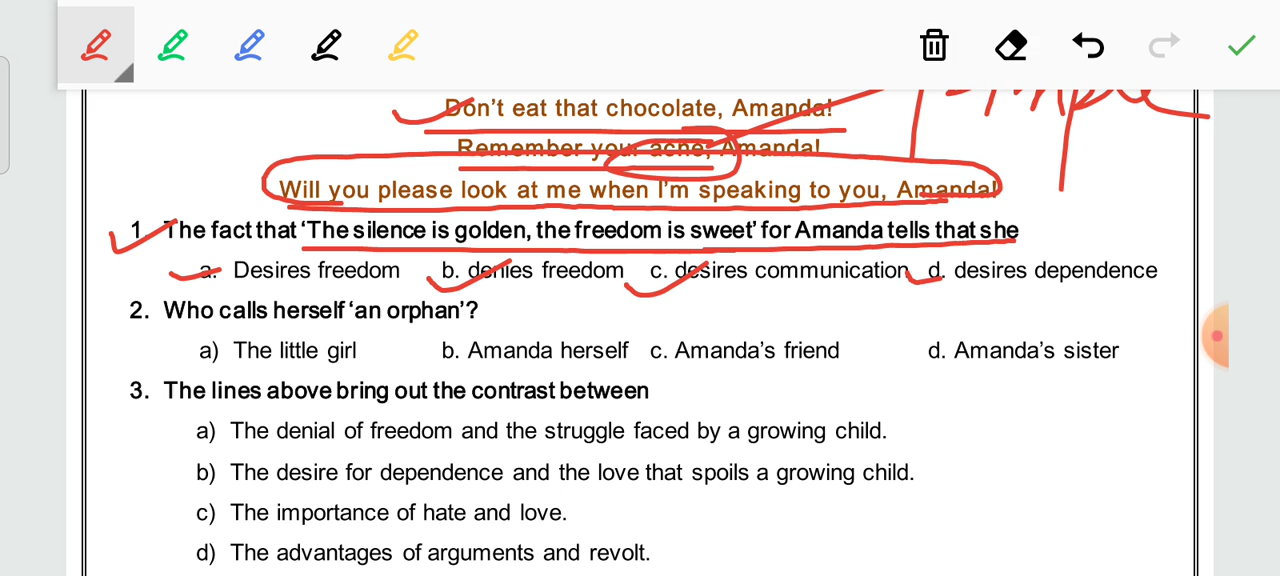 Don't eat that chocolate, Amanda!
Remember your acne, Amanda!
Will you please look at me when I'm speaking to you, Amanda!
1. The fact that 'The silence is golden, the freedom is sweet' for Amanda tells that she
a. Desires freedom b. denies freedom c. desires communication d. desires dependence
2. Who calls herself 'an orphan'?
a) The little girl b. Amanda herself c. Amanda's friend d. Amanda's sister
3. The lines above bring out the contrast between
a) The denial of freedom and the struggle faced by a growing child.
b) The desire for dependence and the love that spoils a growing child.
c) The importance of hate and love.
d) The advantages of arguments and revolt.